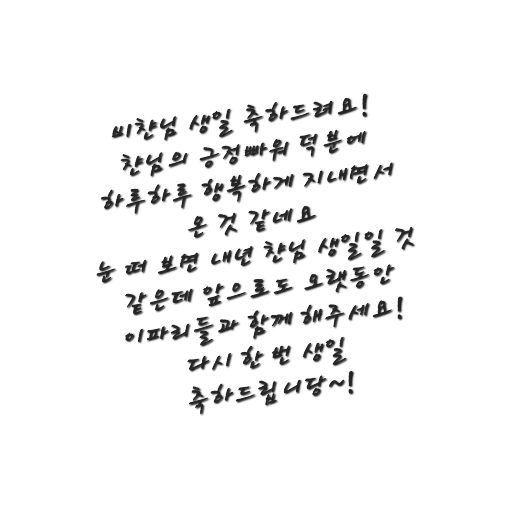 비챤님 생일 축하드려요!
챤님의 긍정빠워 덕분에
하루하루 행복하게 지내면서
온 것 같네요
눈 떠 보면 내년 챤님 생일일 것
같은데 앞으로도 오랫동안
이파리들과 함께 해주세요!
다시 한 번 생일
축하드립니당~!